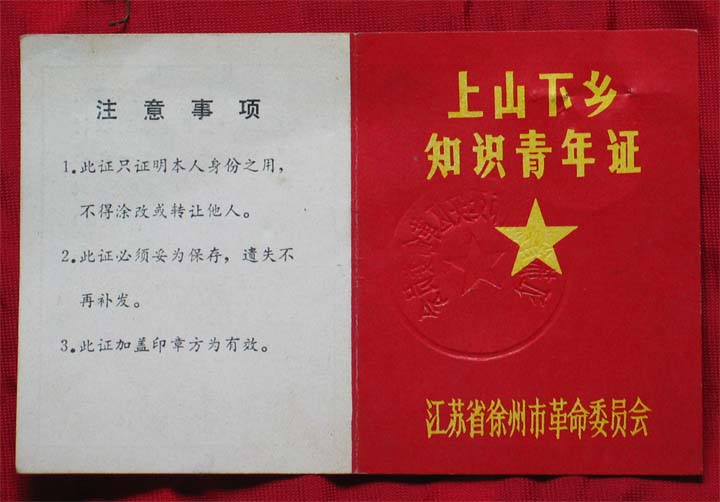 注意事项
1.此证只证明本人身份之用，
不得涂改或转让他人。
2.此证必须妥为保存，遗失不
再补发。
3.此证加盖印章方为有效。
上山下乡
知识青年证
江苏省徐州市革命委员会